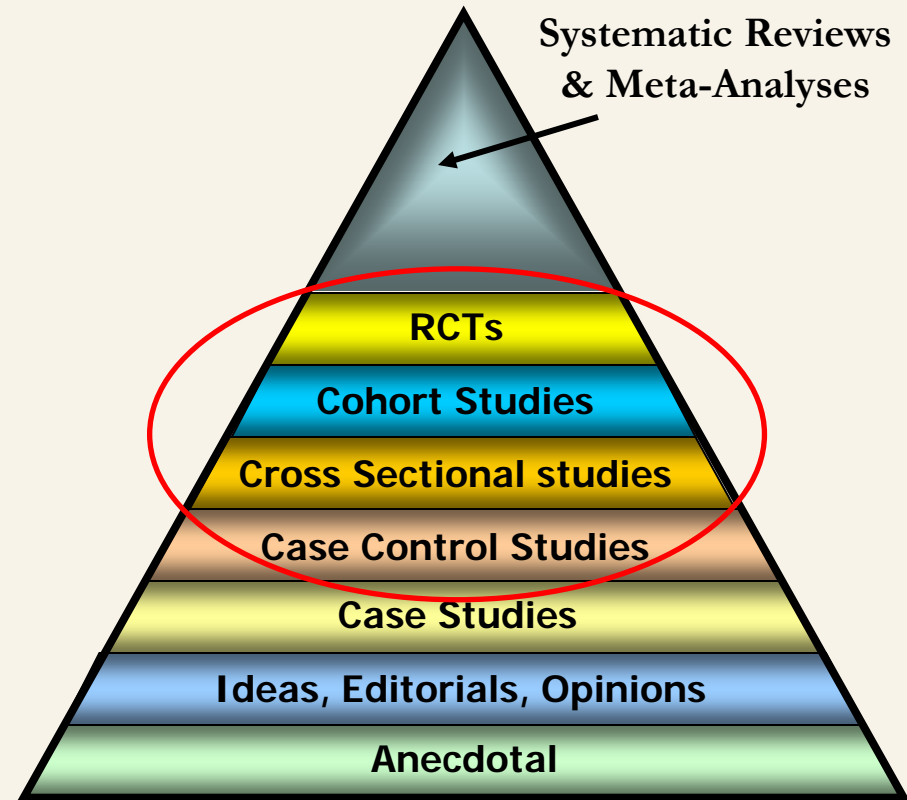 Systematic Reviews
& Meta-Analyses
RCTs
Cohort Studies
Cross Sectional studies
Case Control Studies
Case Studies
Ideas, Editorials, Opinions
Anecdotal